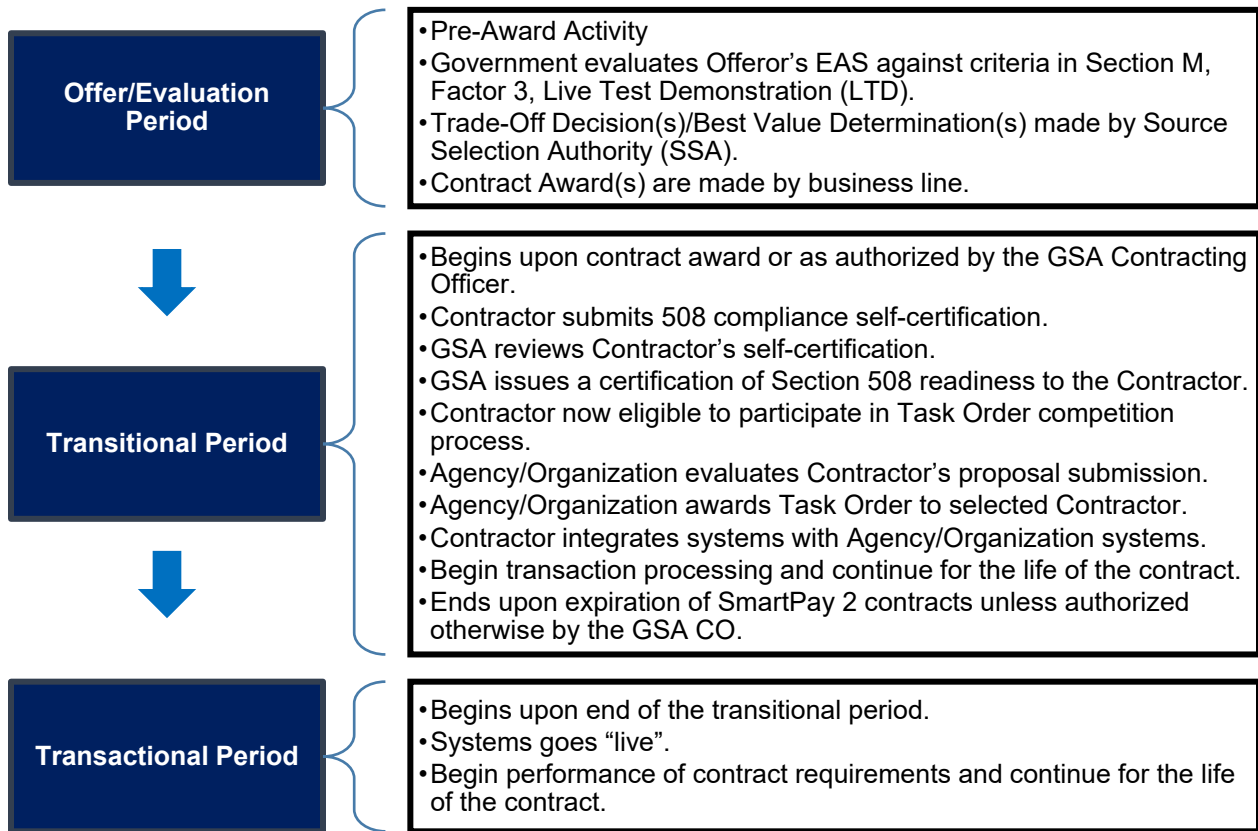 Offer/Evaluation
Period
•Pre-Award Activity
•Government evaluates Offeror’s EAS against criteria in Section M,
Factor 3, Live Test Demonstration (LTD).
•Trade-Off Decision(s)/Best Value Determination(s) made by Source
Selection Authority (SSA).
•Contract Award(s) are made by business line.
Transitional Period
•Begins upon contract award or as authorized by the GSA Contracting
Officer.
•Contractor submits 508 compliance self-certification.
•GSA reviews Contractor’s self-certification.
•GSA issues a certification of Section 508 readiness to the Contractor.
•Contractor now eligible to participate in Task Order competition
process.
•Agency/Organization evaluates Contractor’s proposal submission.
•Agency/Organization awards Task Order to selected Contractor.
•Contractor integrates systems with Agency/Organization systems.
•Begin transaction processing and continue for the life of the contract.
•Ends upon expiration of SmartPay 2 contracts unless authorized
otherwise by the GSA CO.
Transactional Period
•Begins upon end of the transitional period.
•Systems goes “live”.
•Begin performance of contract requirements and continue for the life
of the contract.